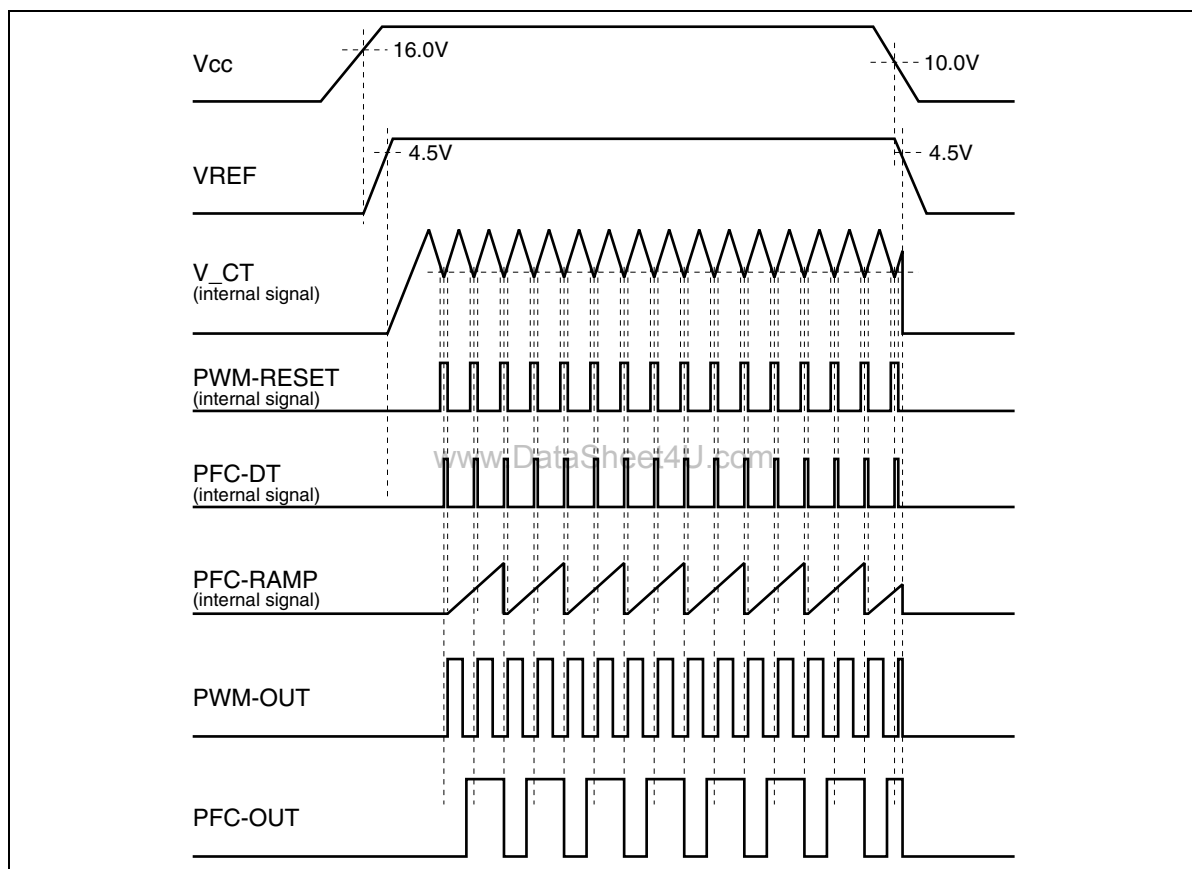 Vcc
16.0V
10.0V
VREF
4.5V
4.5V
V_CT
(internal signal)
PWM-RESET
(internal signal)
www.DataSheet4U.com
PFC-DT
(internal signal)
PFC-RAMP
(internal signal)
PWM-OUT
PFC-OUT